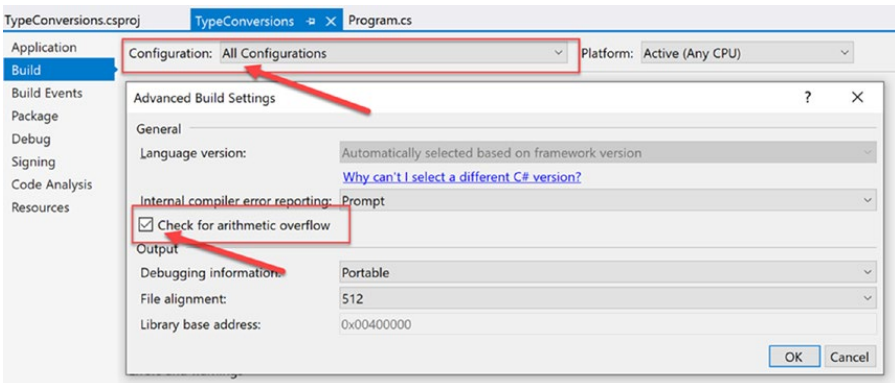 TypeConversions.csproj TypeConversions Program.cs
Application
Configuration: All Configurations Platform: Active (Any CPU)
Build
Build Events
Package
Debug
Signing
Code Analysis
Resources
Advanced Build Settings ? X
General
Language version: Automatically selected based on framework version
Why can't I select a different C# version?
Internal compiler error reporting: Prompt
Check for arithmetic overflow
Output
Debugging information: Portable
File alignment: 512
Library base address: 0x00400000
OK Cancel